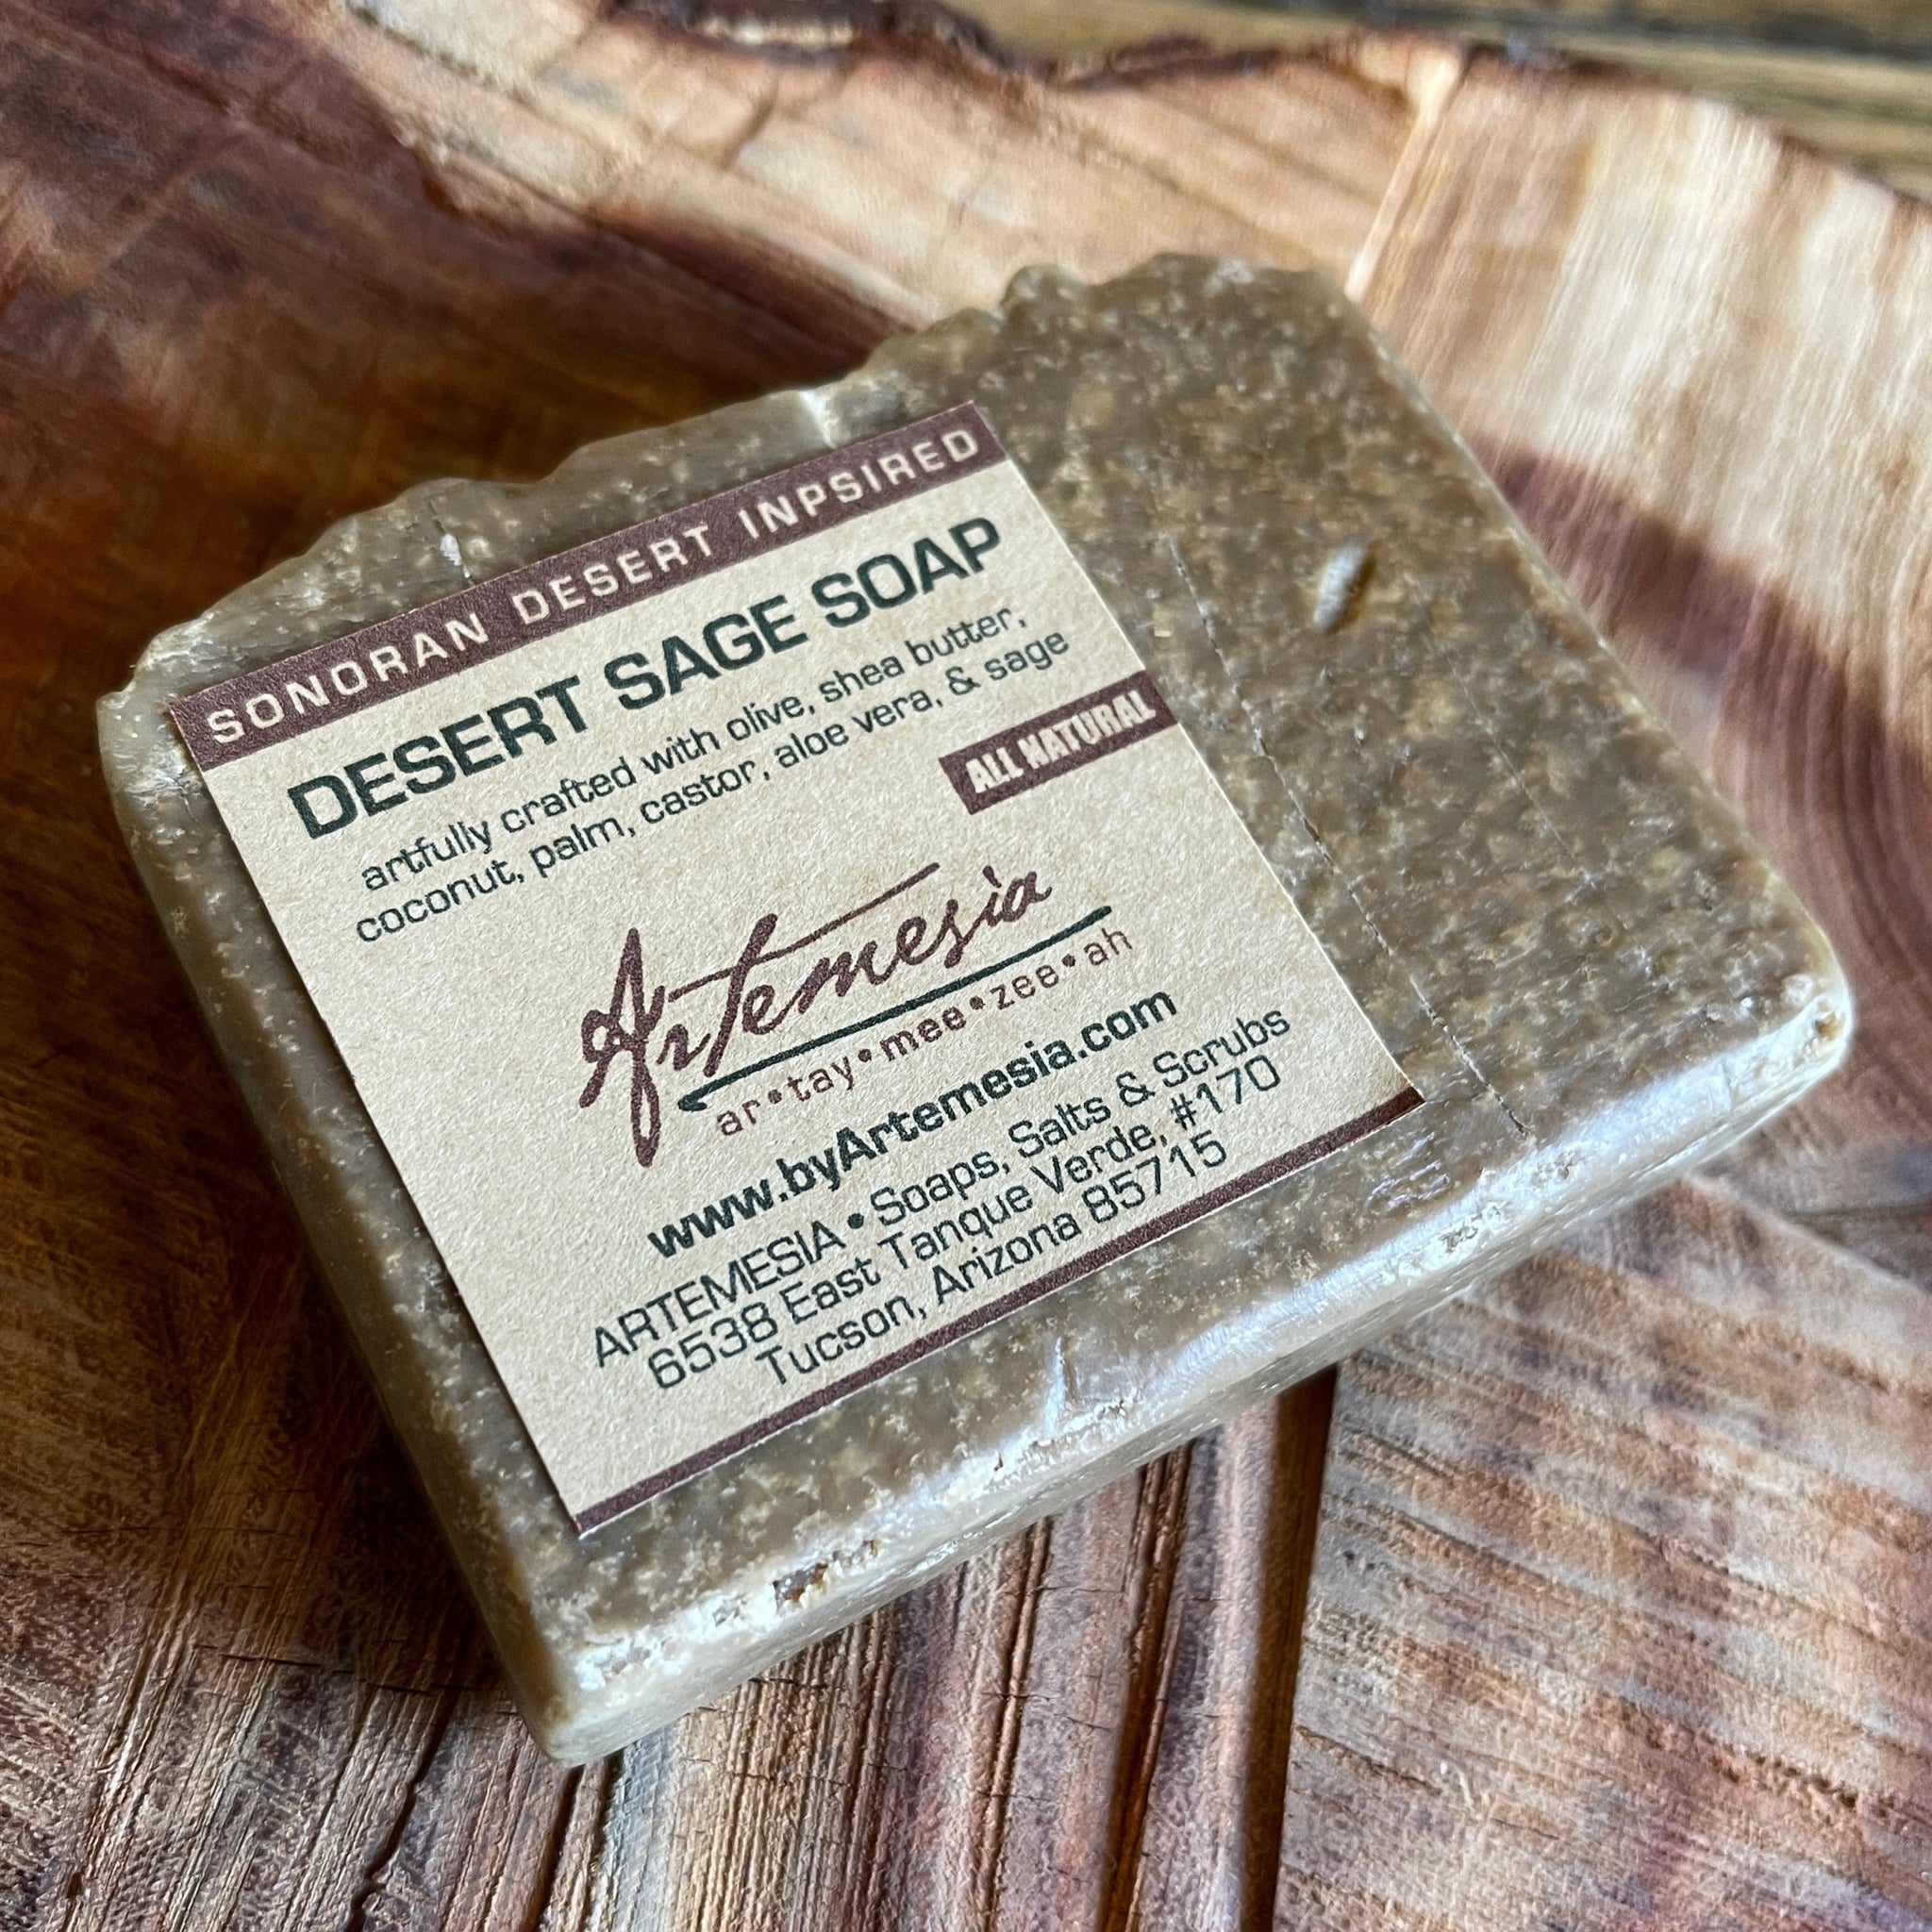 SONORAN DESERT INPSIRED
DESERT SAGE SOAP
artfully crafted with olive, shea butter,
coconut, palm, castor, aloe vera, & sage
ALL NATURAL
Artemesia
ar•tay•mee•zee•ah
www.byArtemesia.com
ARTEMESIA • Soaps, Salts & Scrubs
6538 East Tanque Verde, #170
Tucson, Arizona 85715